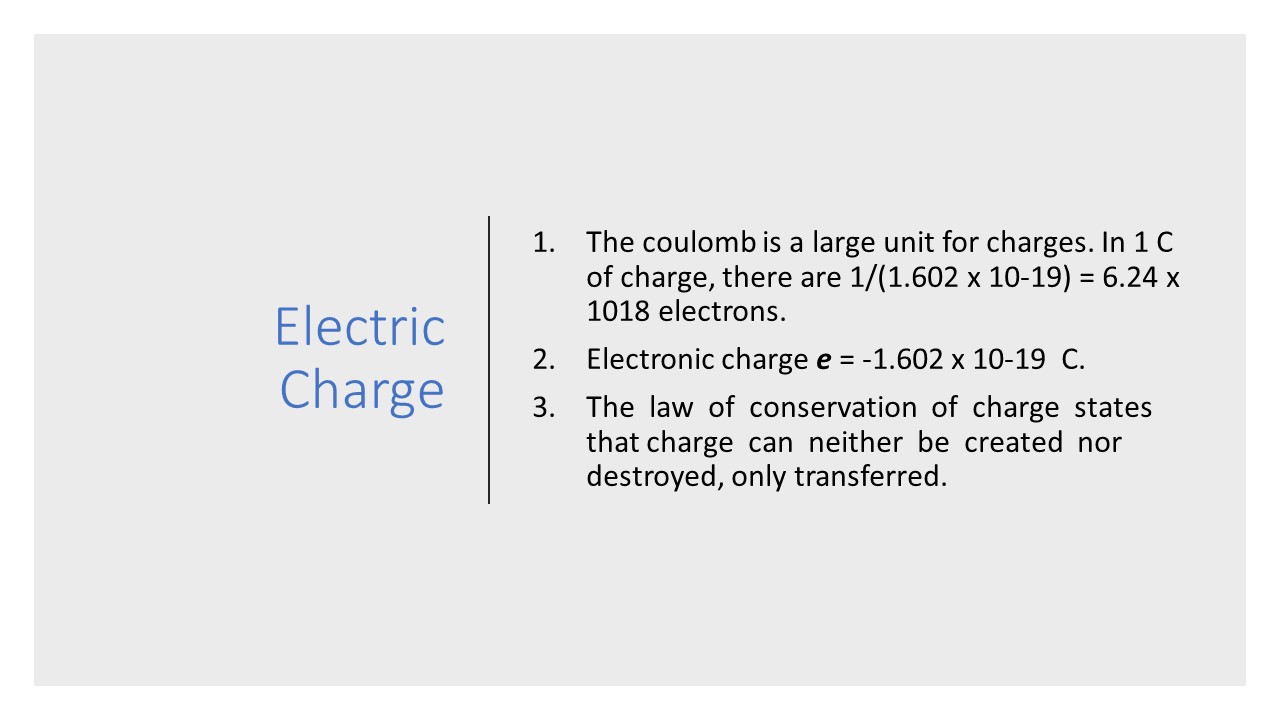 Electric
Charge
1. The coulomb is a large unit for charges. In 1 C
of charge, there are 1/(1.602 x 10-19) = 6.24 x
1018 electrons.
2. Electronic charge e = -1.602 x 10-19 C.
3. The law of conservation of charge states
that charge can neither be created nor
destroyed, only transferred.